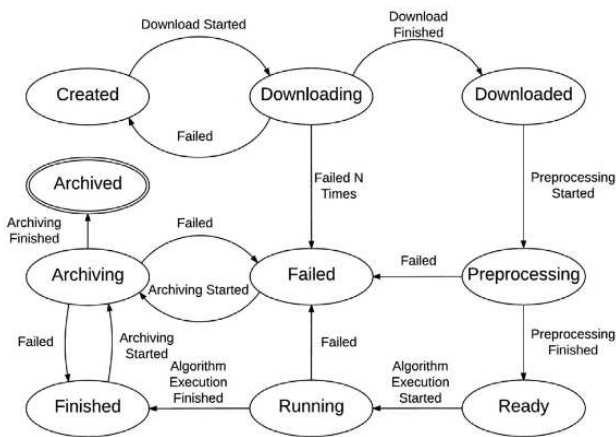 Download Started
Download
Finished
Created
Downloading
Downloaded
Failed
Archived
Failed N
Times
Preprocessing
Started
Archiving
Finished
Failed
Archiving
Failed
Failed
Preprocessing
Archiving Started
Failed
Archiving
Started
Algorithm
Execution
Finished
Failed
Algorithm
Execution
Started
Preprocessing
Finished
Finished
Running
Ready